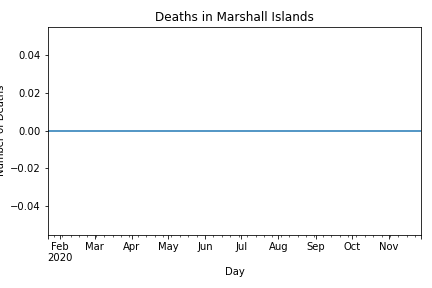 Deaths in Marshall Islands
Number of Deaths
0.04
0.02
0.00
−0.02
−0.04
Feb Mar Apr May Jun Jul Aug Sep Oct Nov
2020
Day